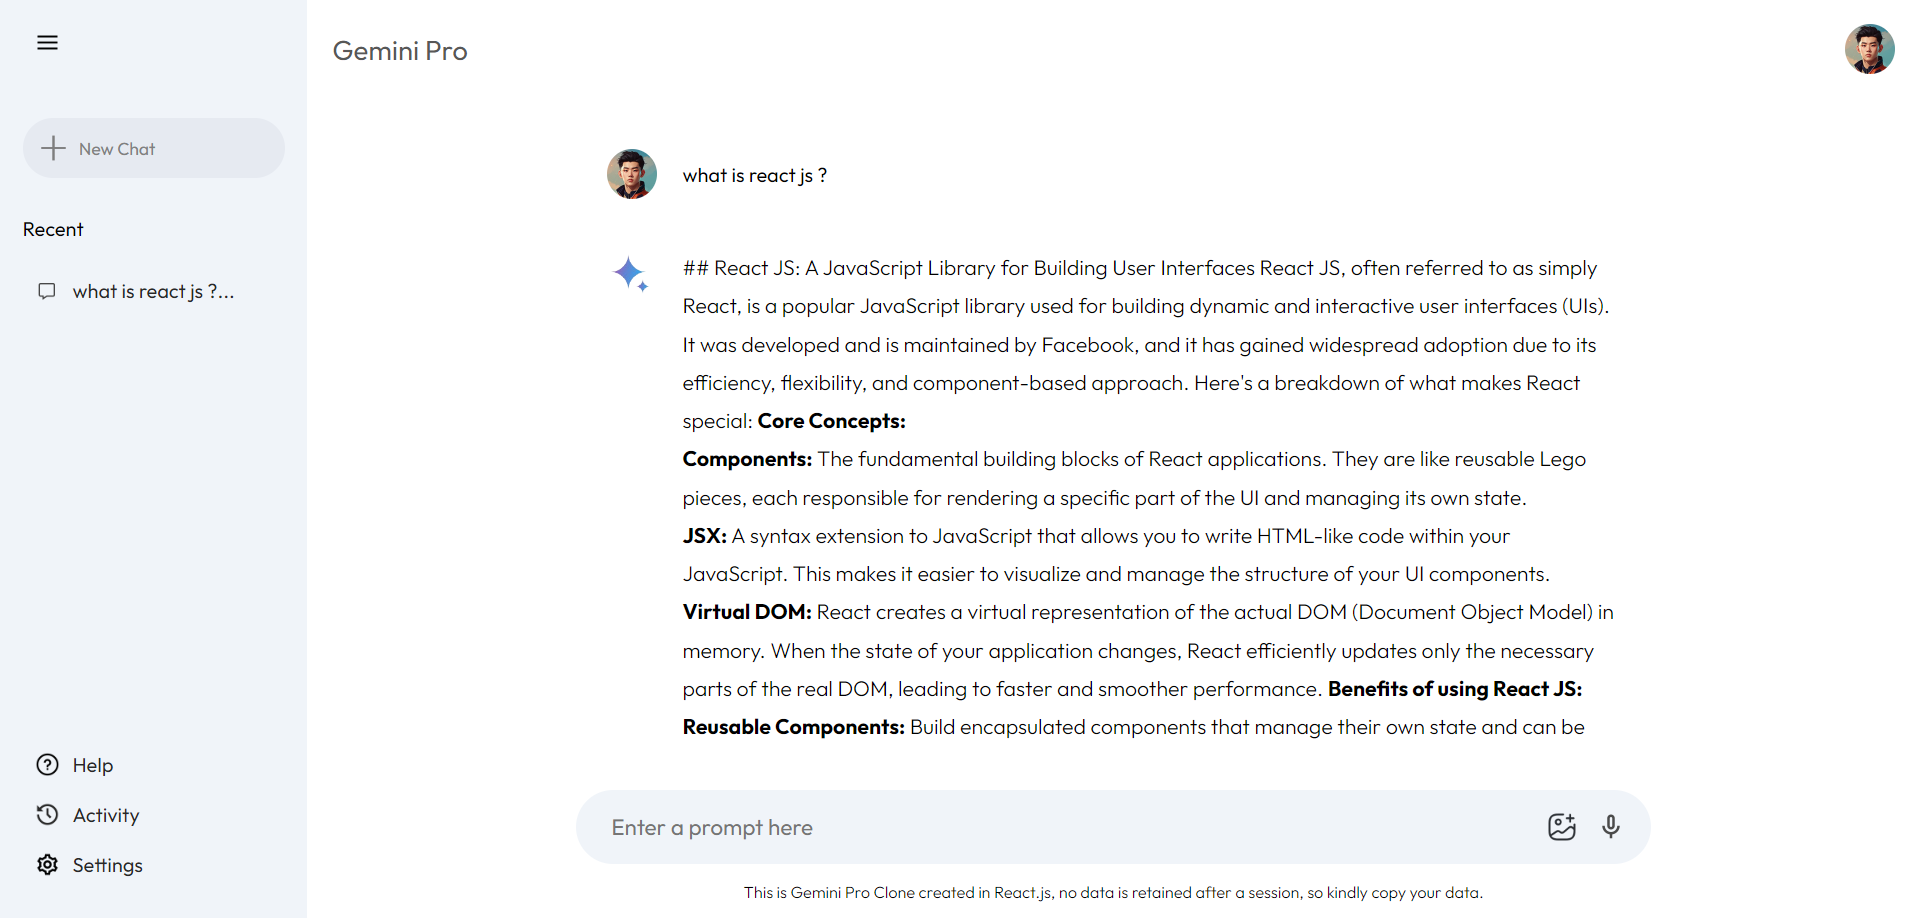 Gemini Pro
New Chat
Recent
what is react js ?...
Help
Activity
Settings
what is react js ?
## React JS: A JavaScript Library for Building User Interfaces React JS, often referred to as simply
React, is a popular JavaScript library used for building dynamic and interactive user interfaces (UIs).
It was developed and is maintained by Facebook, and it has gained widespread adoption due to its
efficiency, flexibility, and component-based approach. Here's a breakdown of what makes React
special: Core Concepts:
Components: The fundamental building blocks of React applications. They are like reusable Lego
pieces, each responsible for rendering a specific part of the UI and managing its own state.
JSX: A syntax extension to JavaScript that allows you to write HTML-like code within your
JavaScript. This makes it easier to visualize and manage the structure of your UI components.
Virtual DOM: React creates a virtual representation of the actual DOM (Document Object Model) in
memory. When the state of your application changes, React efficiently updates only the necessary
parts of the real DOM, leading to faster and smoother performance. Benefits of using React JS:
Reusable Components: Build encapsulated components that manage their own state and can be
Enter a prompt here
This is Gemini Pro Clone created in React.js, no data is retained after a session, so kindly copy your data.